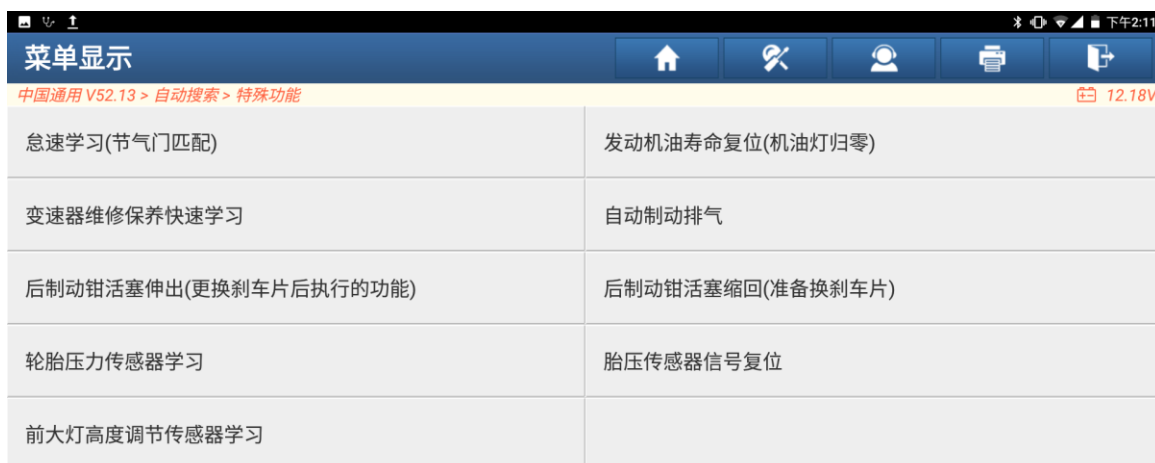 下午2:11
菜单显示
中国通用 V52.13 > 自动搜索 > 特殊功能
12.18V
怠速学习(节气门匹配)
发动机油寿命复位(机油灯归零)
变速器维修保养快速学习
自动制动排气
后制动钳活塞伸出(更换刹车片后执行的功能)
后制动钳活塞缩回(准备换刹车片)
轮胎压力传感器学习
胎压传感器信号复位
前大灯高度调节传感器学习